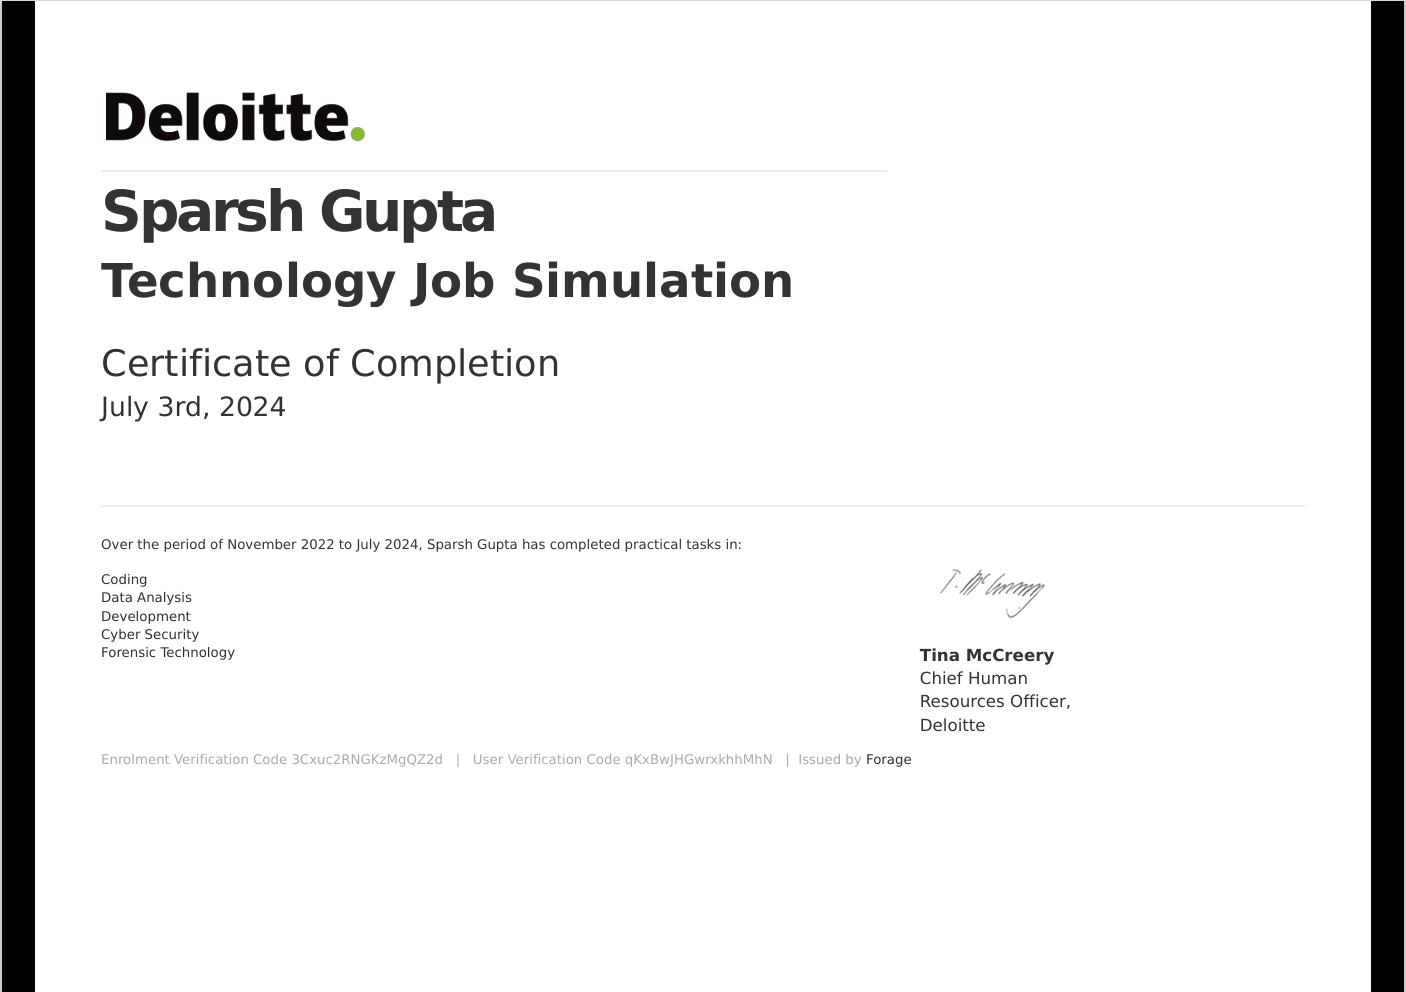 Deloitte.
Sparsh Gupta
Technology Job Simulation
Certificate of Completion
July 3rd, 2024
Over the period of November 2022 to July 2024, Sparsh Gupta has completed practical tasks in:
Coding
Data Analysis
Development
Cyber Security
Forensic Technology
Tina McCreery
Chief Human
Resources Officer,
Deloitte
Enrolment Verification Code 3Cxuc2RNGKzMgQZ2d | User Verification Code qKxBwJHGwrxkhhMhN | Issued by Forage